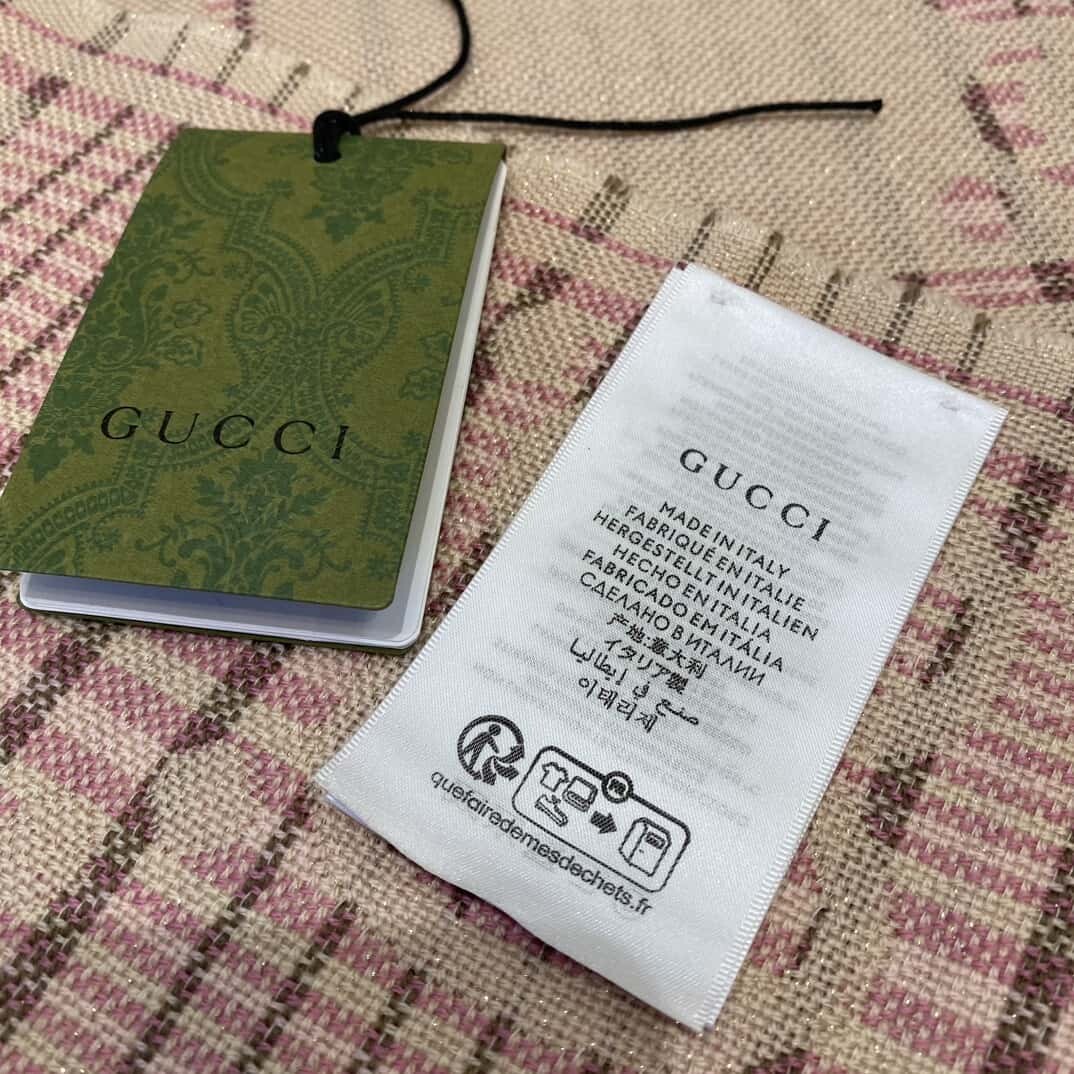 GUCCI
GUCCI
MADE IN ITALY
FABRIQUÉ EN ITALIE
HERGESTELLT IN ITALIEN
HECHO EN ITALIA
FABRICADO EM ITÁLIA
СДЕЛАНО В ИТАЛИИ
产地:意大利
イタリア製
صنع في إيطاليا
이태리제
FR
quefairedemesdechets.fr